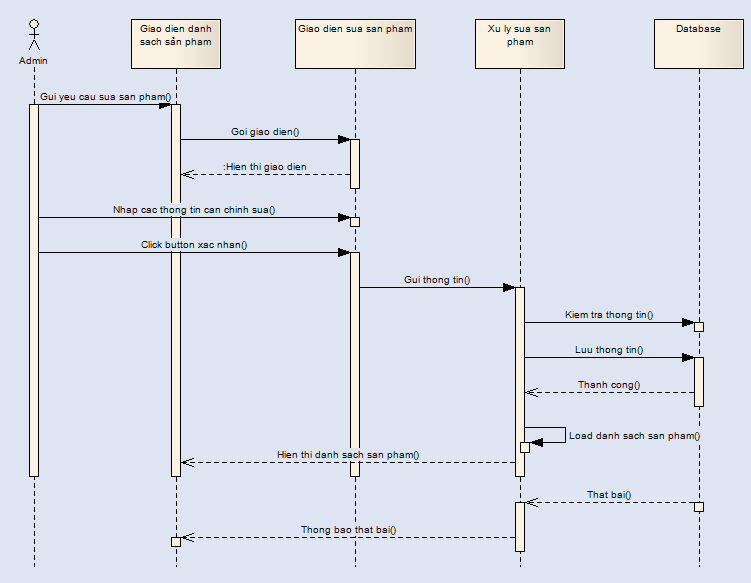 Giao dien danh
sach sản pham
Giao dien sua san pham
Xu ly sua san
pham
Database
Admin
Gui yeu cau sua san pham()
Goi giao dien()
:Hien thi giao dien
Nhap cac thong tin can chinh sua()
Click button xac nhan()
Gui thong tin()
Kiem tra thong tin()
Luu thong tin()
Thanh cong()
Load danh sach san pham()
Hien thi danh sach san pham()
That bai()
Thong bao that bai()